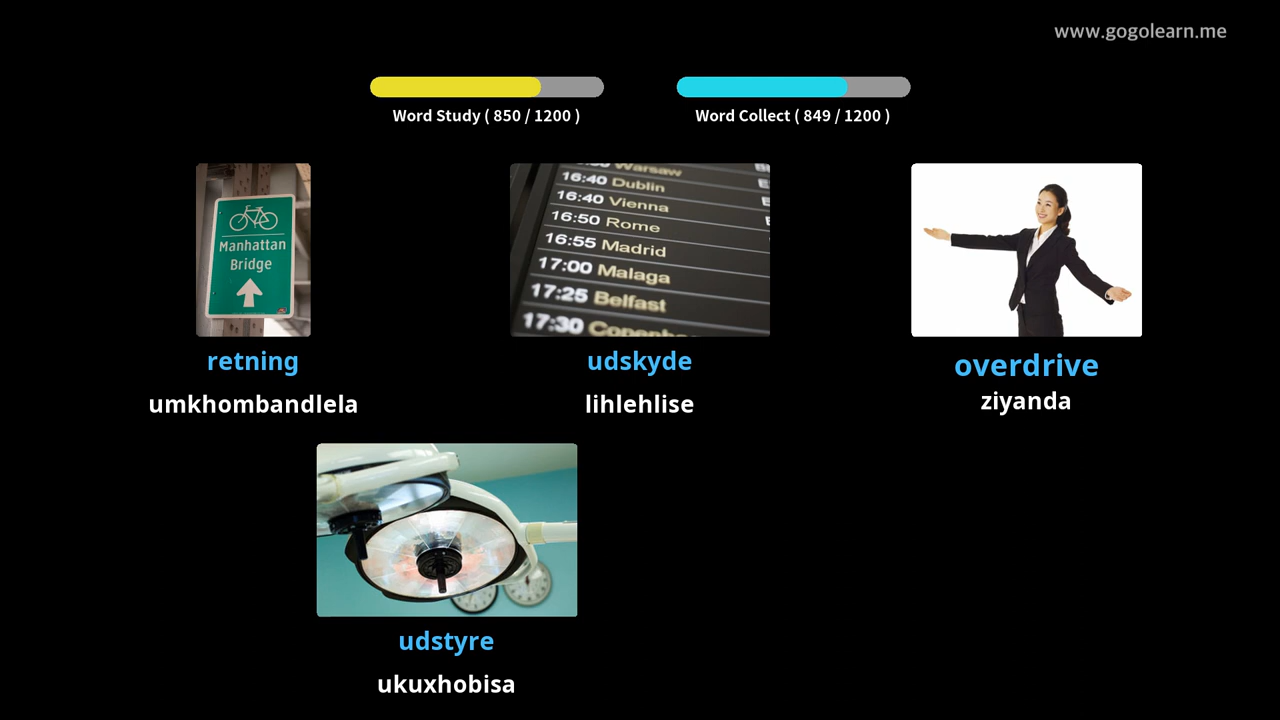 www.gogolearn.me
Word Study ( 850 / 1200 )
Word Collect ( 849 / 1200 )
Manhattan
Bridge
Warsaw
16:40 Dublin
16:40 Vienna
16:50 Rome
16:55 Madrid
17:00 Malaga
17:25 Belfast
17:30
retning
umkhombandlela
udskyde
lihlehlise
overdrive
ziyanda
udstyre
ukuxhobisa